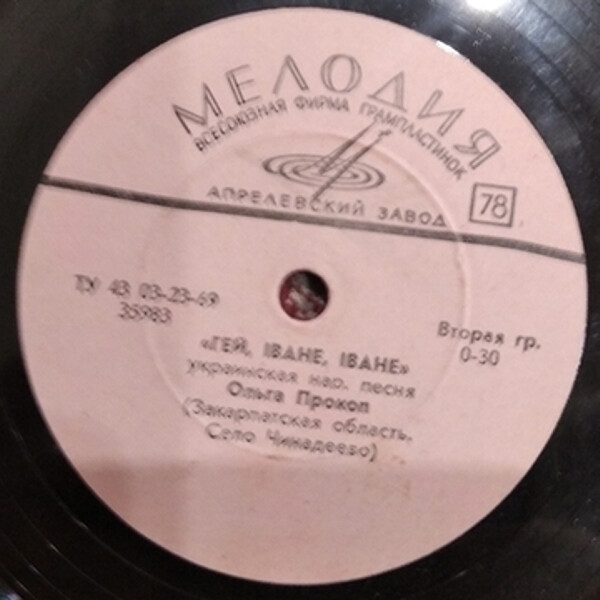 МЕЛОДИЯ
ВСЕСОЮЗНАЯ ФИРМА ГРАМПЛАСТИНОК
АПРЕЛЕВСКИЙ ЗАВОД
78
ТУ 43 03-23-69
35983
Вторая гр.
0-30
«ГЕЙ, ІВАНЕ, ІВАНЕ»
украинская нар. песня
Ольга Прокоп
(Закарпатская область,
Село Чинадеево)